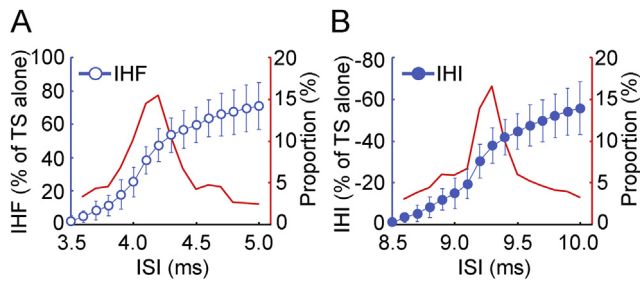 A
B
IHF
IHI
IHF (% of TS alone)
100
80
60
40
20
0
Proportion (%)
20
15
10
5
0
3.5 4.0 4.5 5.0
ISI (ms)
IHI (% of TS alone)
-80
-60
-40
-20
0
Proportion (%)
20
15
10
5
0
8.5 9.0 9.5 10.0
ISI (ms)